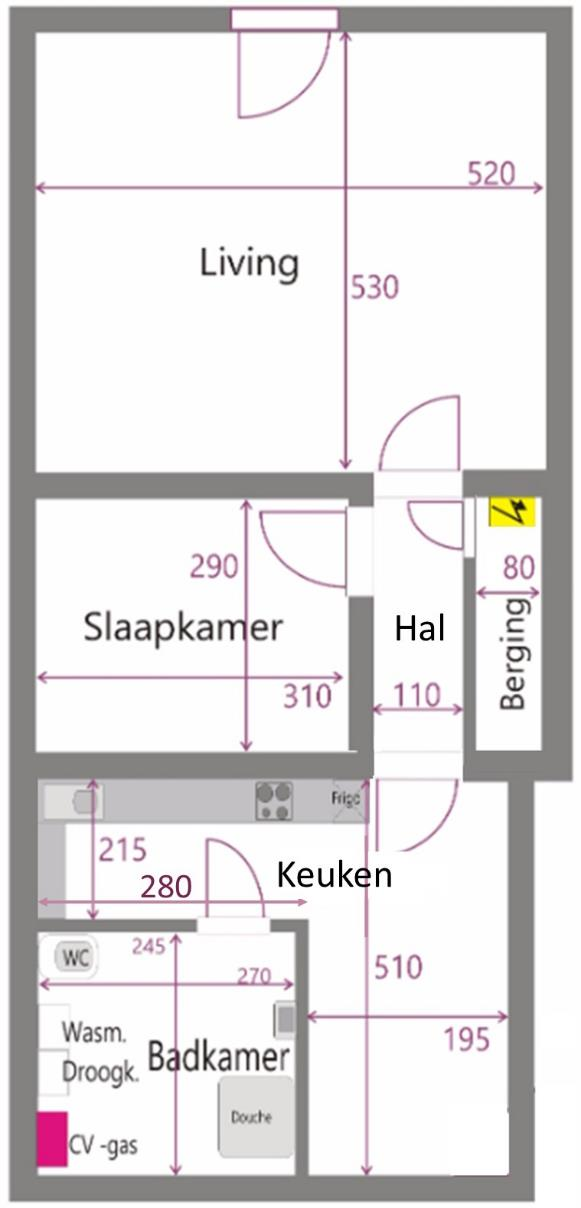 520
Living
530
290
80
Slaapkamer
Hal
Berging
310
110
Frigo
215
Keuken
280
245
WC
510
270
Wasm.
195
Badkamer
Droogk.
Douche
CV -gas